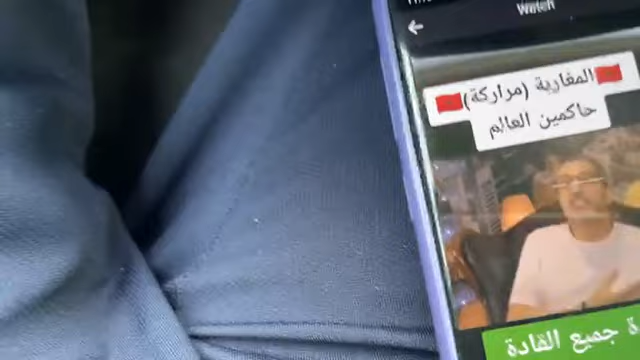 Watch
المغاربة (مراركة)
حاكمين العالم
ة جميع القادة